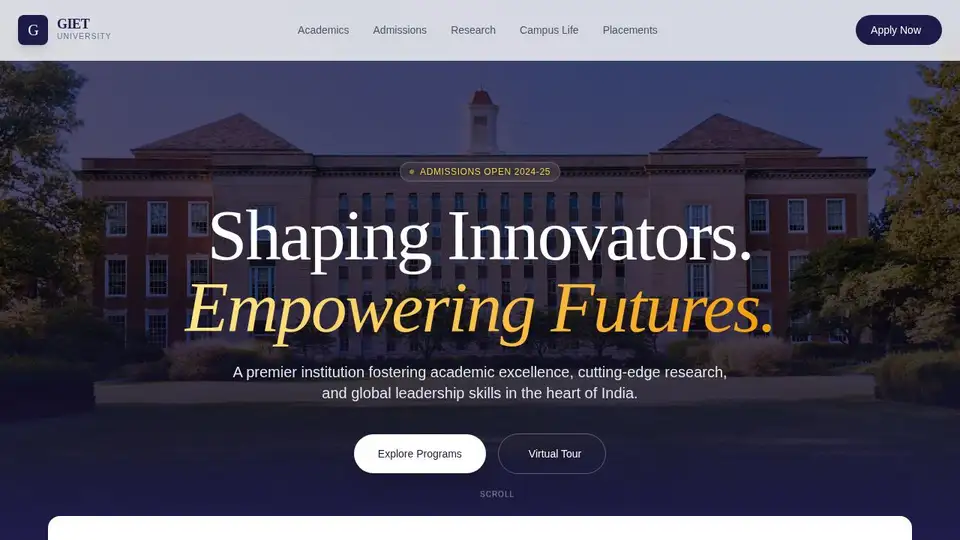 G
GIET
UNIVERSITY
Academics
Admissions
Research
Campus Life
Placements
Apply Now
ADMISSIONS OPEN 2024-25
Shaping Innovators.
Empowering Futures.
A premier institution fostering academic excellence, cutting-edge research,
and global leadership skills in the heart of India.
Explore Programs
Virtual Tour
SCROLL